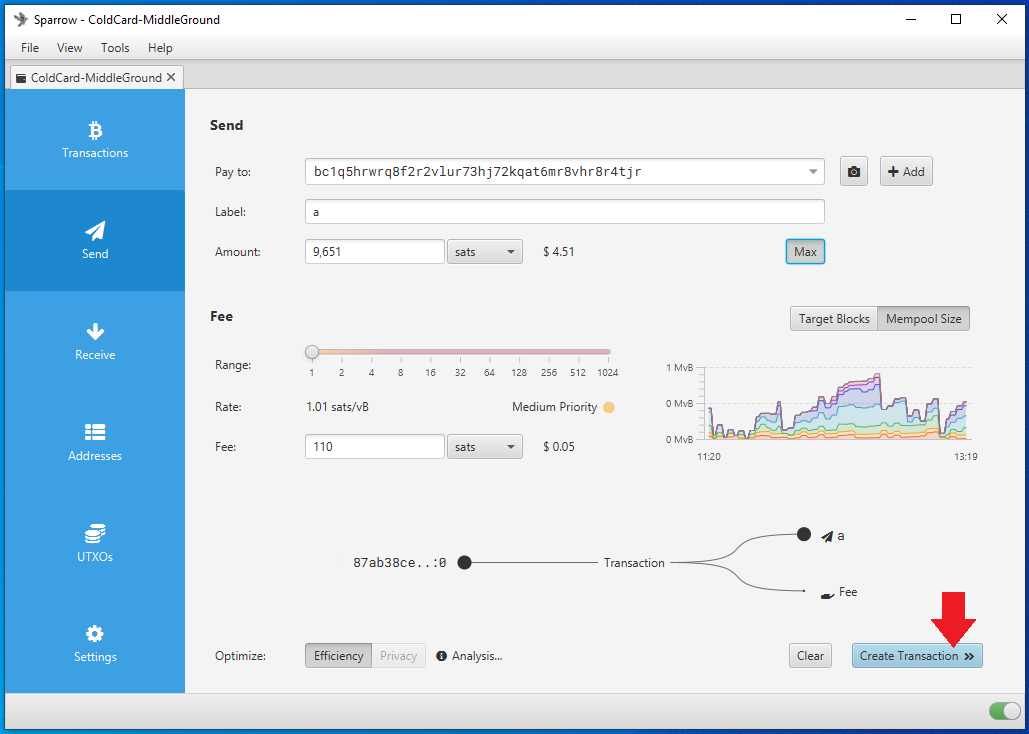 Sparrow - ColdCard-MiddleGround
File View Tools Help
ColdCard-MiddleGround
Transactions
Send
Receive
Addresses
UTXOs
Settings
Send
Pay to: bc1q5hrwrq8f2r2vlur73hj72kqat6mr8vhr8r4tjr Add
Label: a
Amount: 9,651 sats $ 4.51 Max
Fee Target Blocks Mempool Size
Range: 1 2 4 8 16 32 64 128 256 512 1024
Rate: 1.01 sats/vB Medium Priority
Fee: 110 sats $ 0.05
1 MvB
0 MvB
0 MvB
11:20 13:19
87ab38ce..:0 Transaction a
Fee
Optimize: Efficiency Privacy Analysis... Clear Create Transaction